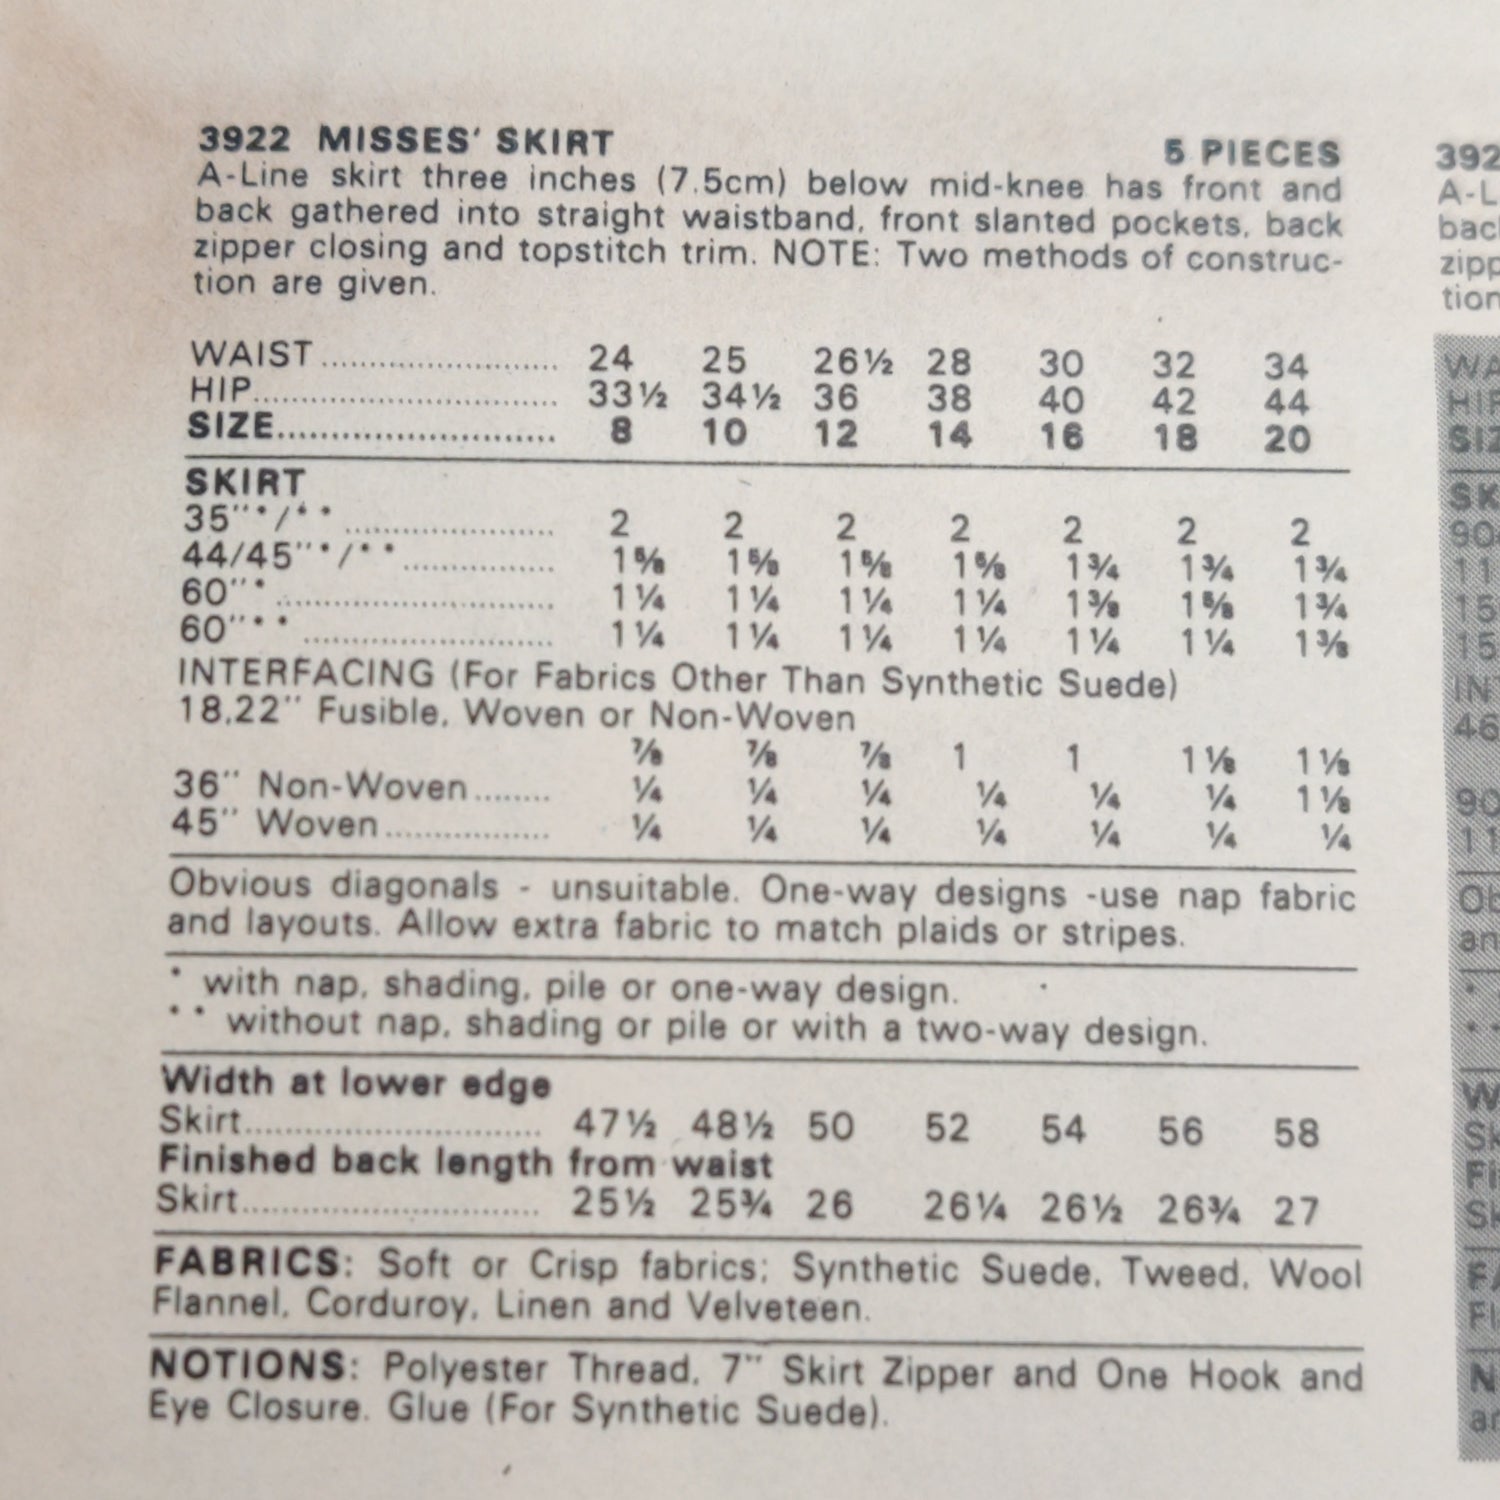 3922 MISSES' SKIRT 5 PIECES
A-Line skirt three inches (7.5cm) below mid-knee has front and
back gathered into straight waistband, front slanted pockets, back
zipper closing and topstitch trim. NOTE: Two methods of construc-
tion are given.
WAIST 24 25 26½ 28 30 32 34
HIP 33½ 34½ 36 38 40 42 44
SIZE 8 10 12 14 16 18 20
SKIRT
35"*/** 2 2 2 2 2 2 2
44/45"*/** 1⅝ 1⅝ 1⅝ 1⅝ 1¾ 1¾ 1¾
60"* 1¼ 1¼ 1¼ 1¼ 1⅜ 1⅝ 1¾
60"** 1¼ 1¼ 1¼ 1¼ 1¼ 1¼ 1⅜
INTERFACING (For Fabrics Other Than Synthetic Suede)
18,22" Fusible, Woven or Non-Woven
⅞ ⅞ ⅞ 1 1 1⅛ 1⅛
36" Non-Woven ¼ ¼ ¼ ¼ ¼ ¼ 1⅛
45" Woven ¼ ¼ ¼ ¼ ¼ ¼ ¼
Obvious diagonals - unsuitable. One-way designs -use nap fabric
and layouts. Allow extra fabric to match plaids or stripes.
* with nap, shading, pile or one-way design.
** without nap, shading or pile or with a two-way design.
Width at lower edge
Skirt 47½ 48½ 50 52 54 56 58
Finished back length from waist
Skirt 25½ 25¾ 26 26¼ 26½ 26¾ 27
FABRICS: Soft or Crisp fabrics; Synthetic Suede, Tweed, Wool
Flannel, Corduroy, Linen and Velveteen.
NOTIONS: Polyester Thread, 7" Skirt Zipper and One Hook and
Eye Closure. Glue (For Synthetic Suede).